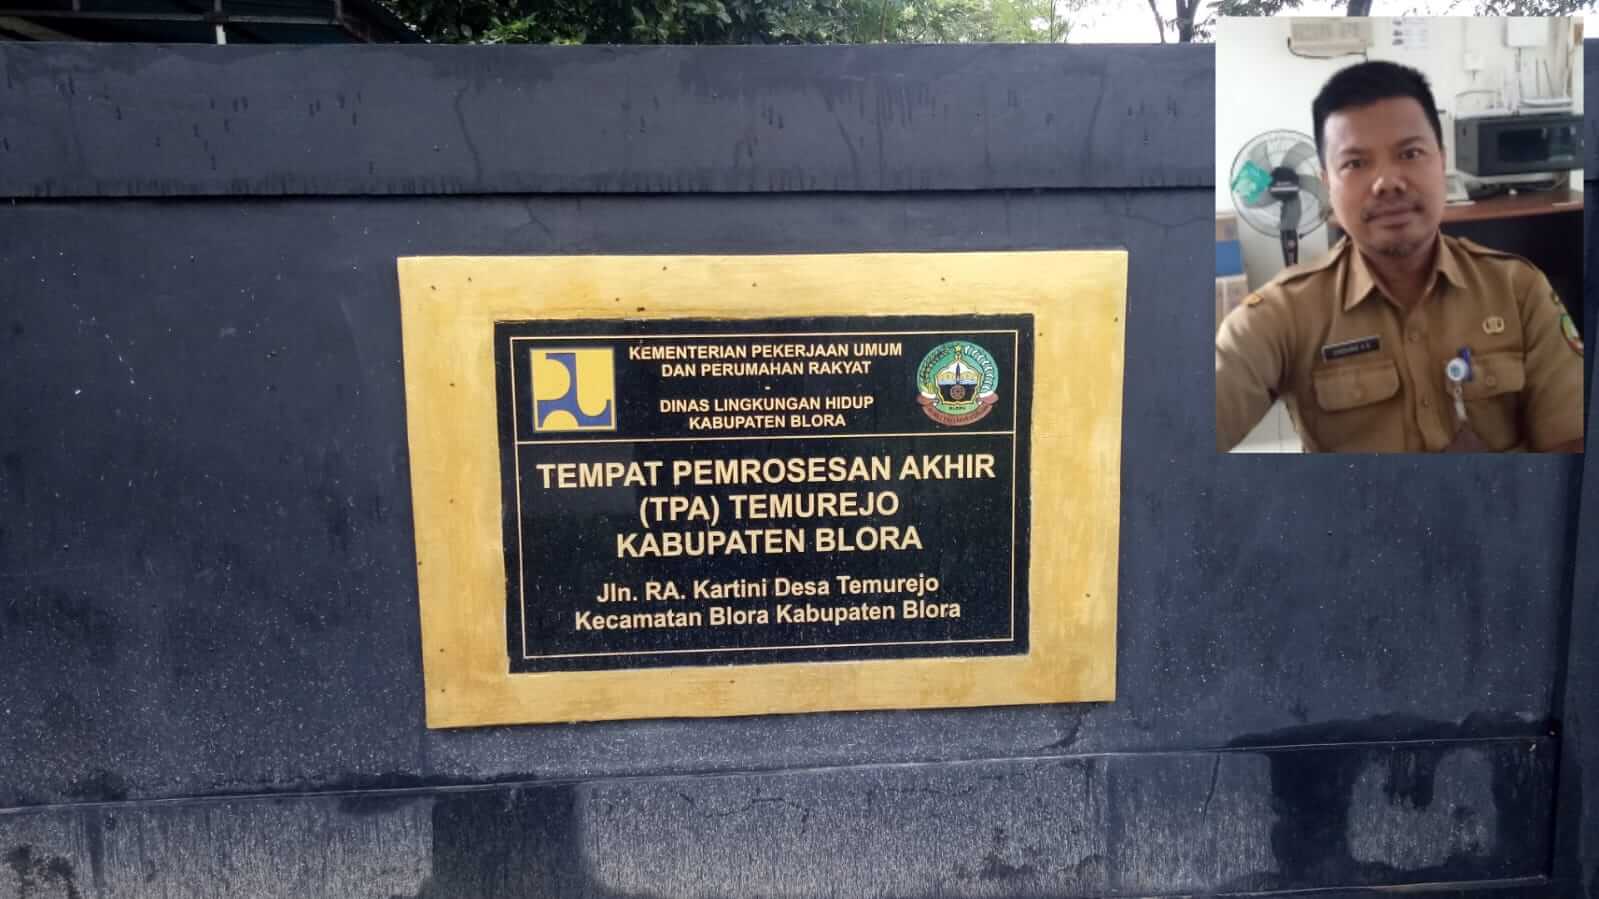 KEMENTERIAN PEKERJAAN UMUM
DAN PERUMAHAN RAKYAT
-
DINAS LINGKUNGAN HIDUP
KABUPATEN BLORA
TEMPAT PEMROSESAN AKHIR
(TPA) TEMUREJO
KABUPATEN BLORA
Jln. RA. Kartini Desa Temurejo
Kecamatan Blora Kabupaten Blora
BLORA